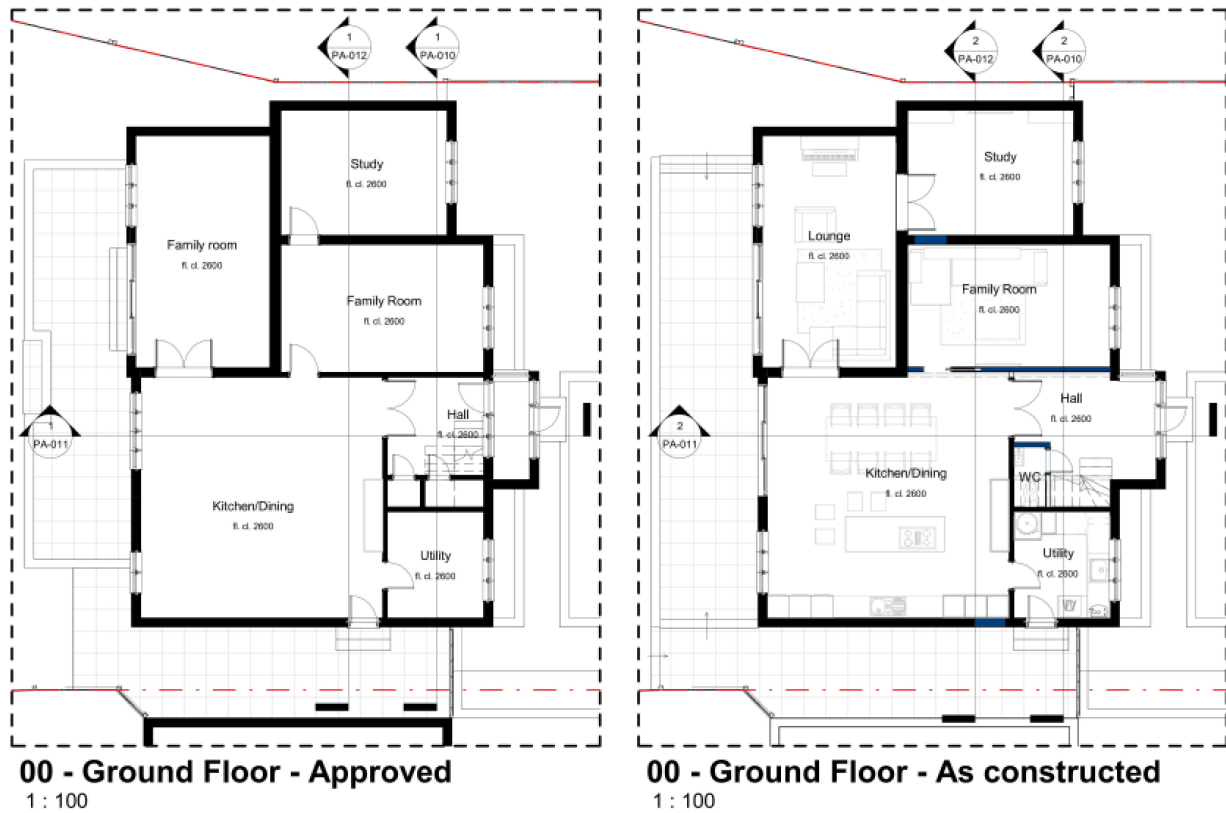 1
PA-012
1
PA-010
Study
fl. cl. 2600
Family room
fl. cl. 2600
Family Room
fl. cl. 2600
Hall
fl. cl. 2600
1
PA-011
Kitchen/Dining
fl. cl. 2600
Utility
fl. cl. 2600
00 - Ground Floor - Approved
1 : 100
2
PA-012
2
PA-010
Study
fl. cl. 2600
Lounge
fl. cl. 2600
Family Room
fl. cl. 2600
Hall
fl. cl. 2600
2
PA-011
Kitchen/Dining
fl. cl. 2600
WC
Utility
fl. cl. 2600
00 - Ground Floor - As constructed
1 : 100